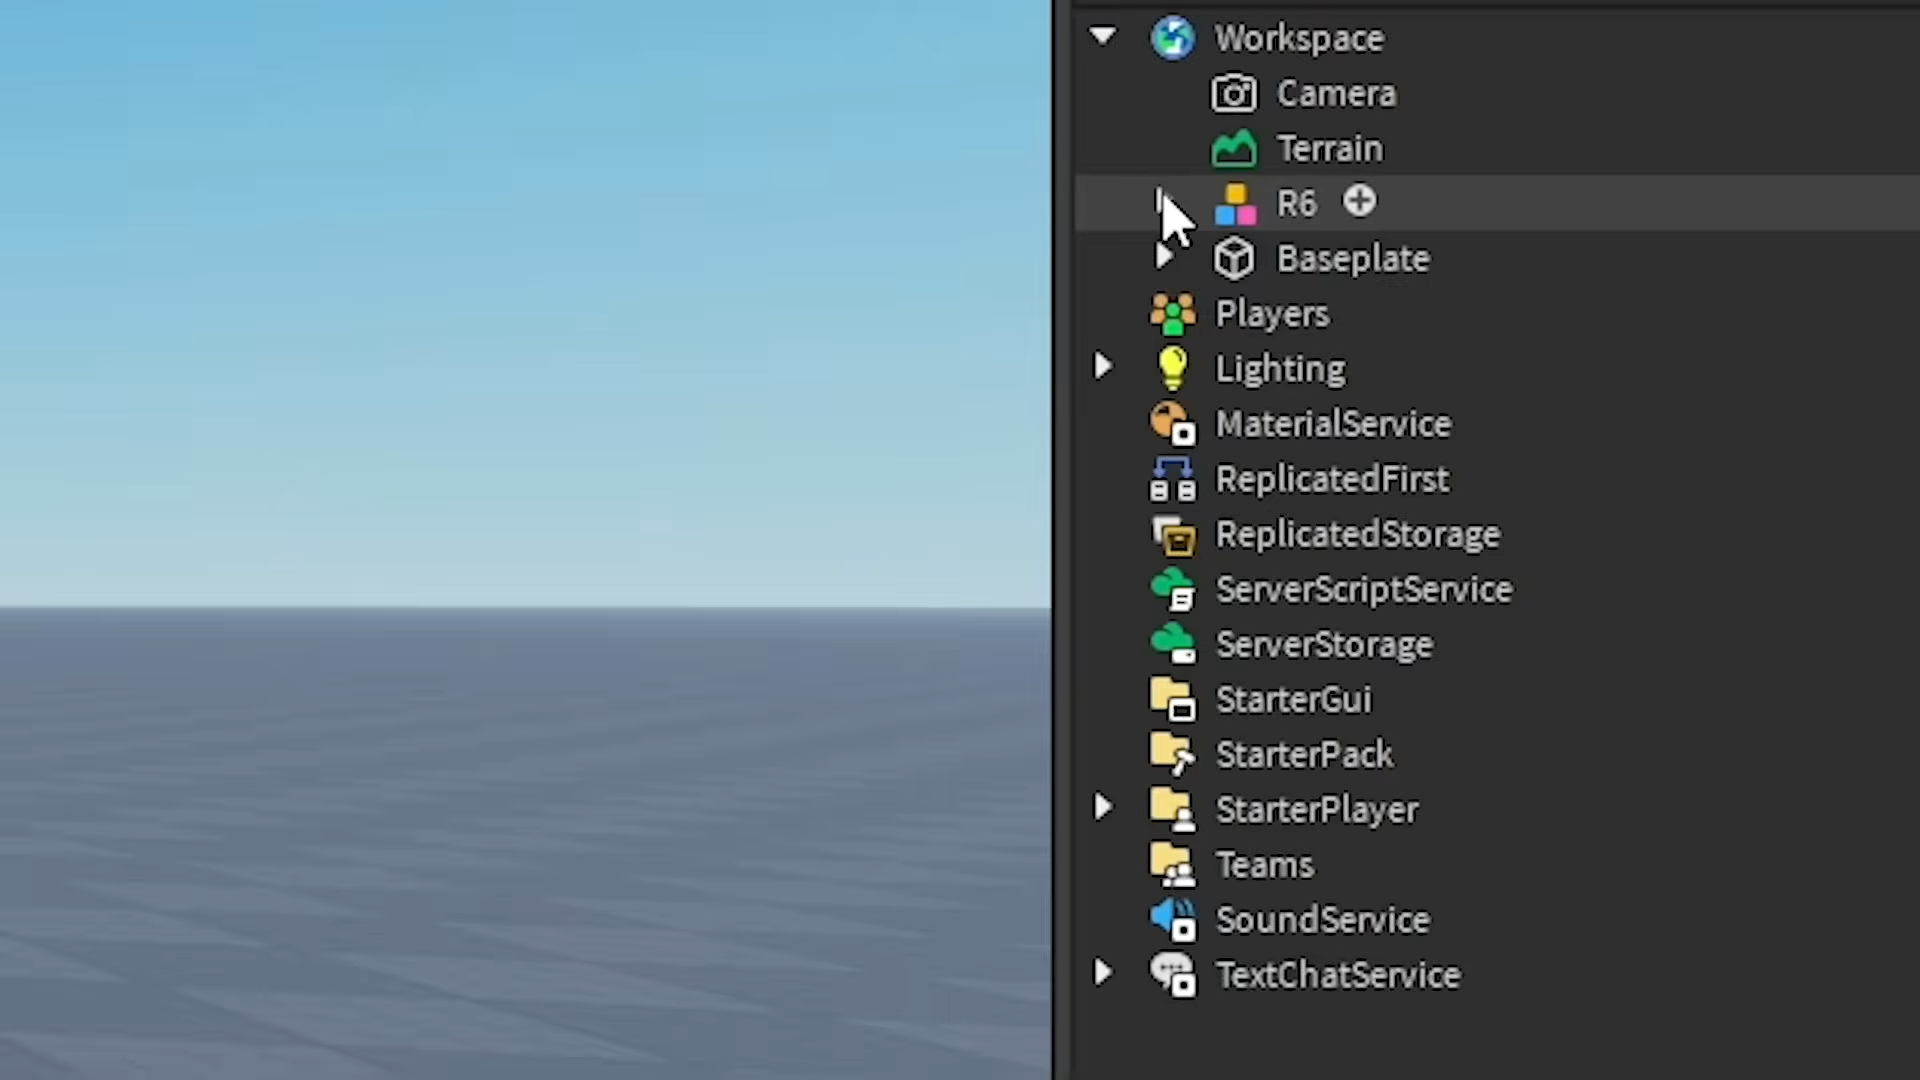 Workspace
Camera
Terrain
R6
Baseplate
Players
Lighting
MaterialService
ReplicatedFirst
ReplicatedStorage
ServerScriptService
ServerStorage
StarterGui
StarterPack
StarterPlayer
Teams
SoundService
TextChatService